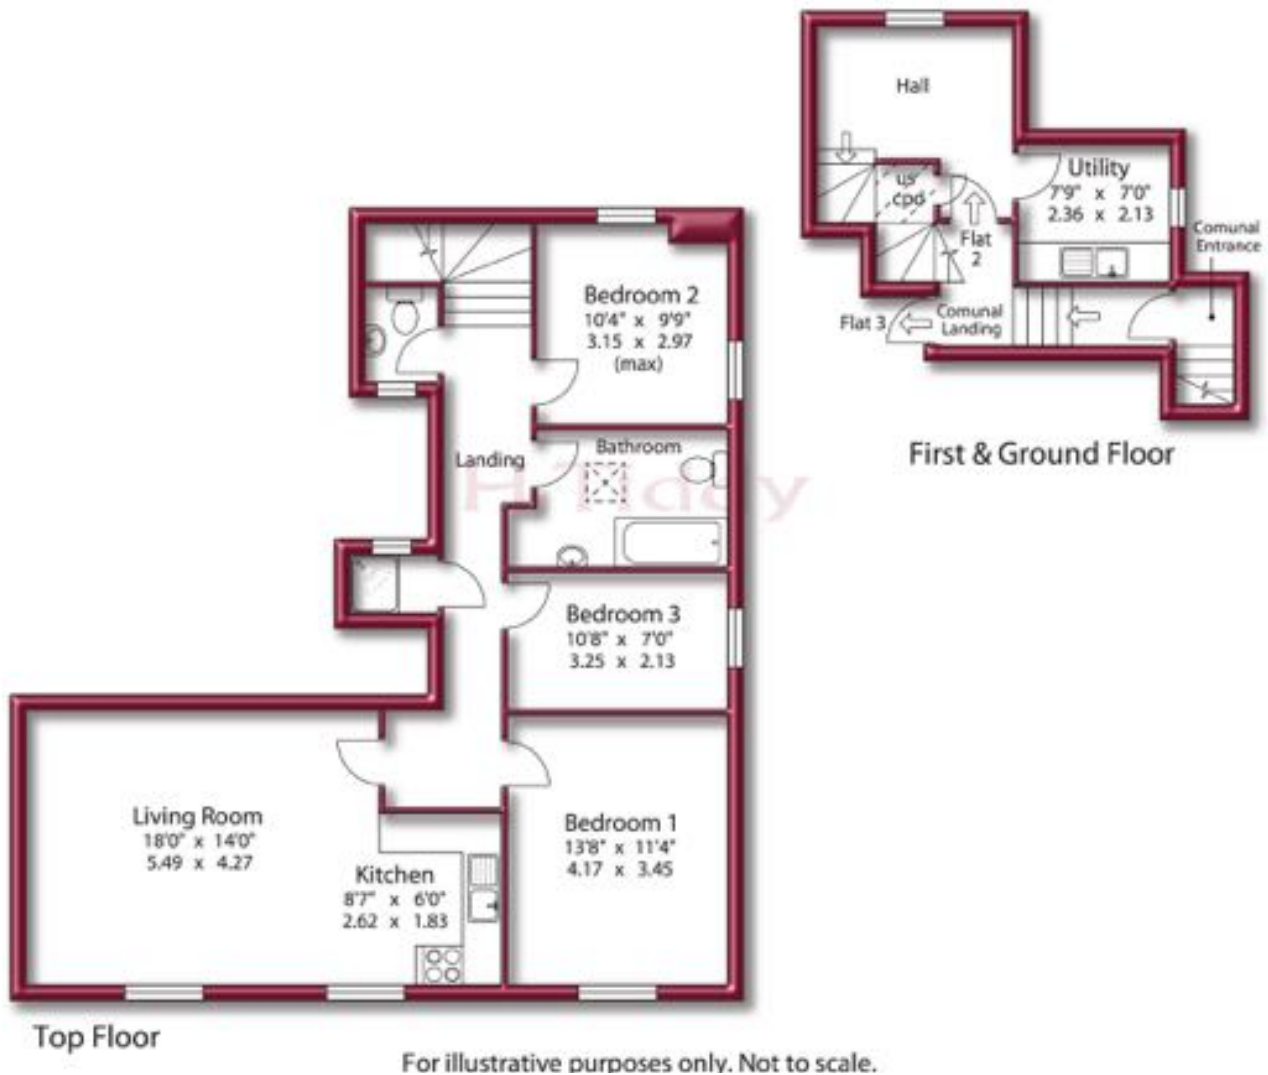 Hall
Utility
7'9" x 7'0"
2.36 x 2.13
us
cpd
Flat
2
Comunal
Entrance
Flat 3
Comunal
Landing
First & Ground Floor
Bedroom 2
10'4" x 9'9"
3.15 x 2.97
(max)
Landing
Bathroom
Bedroom 3
10'8" x 7'0"
3.25 x 2.13
Living Room
18'0" x 14'0"
5.49 x 4.27
Kitchen
8'7" x 6'0"
2.62 x 1.83
Bedroom 1
13'8" x 11'4"
4.17 x 3.45
Top Floor
For illustrative purposes only. Not to scale.